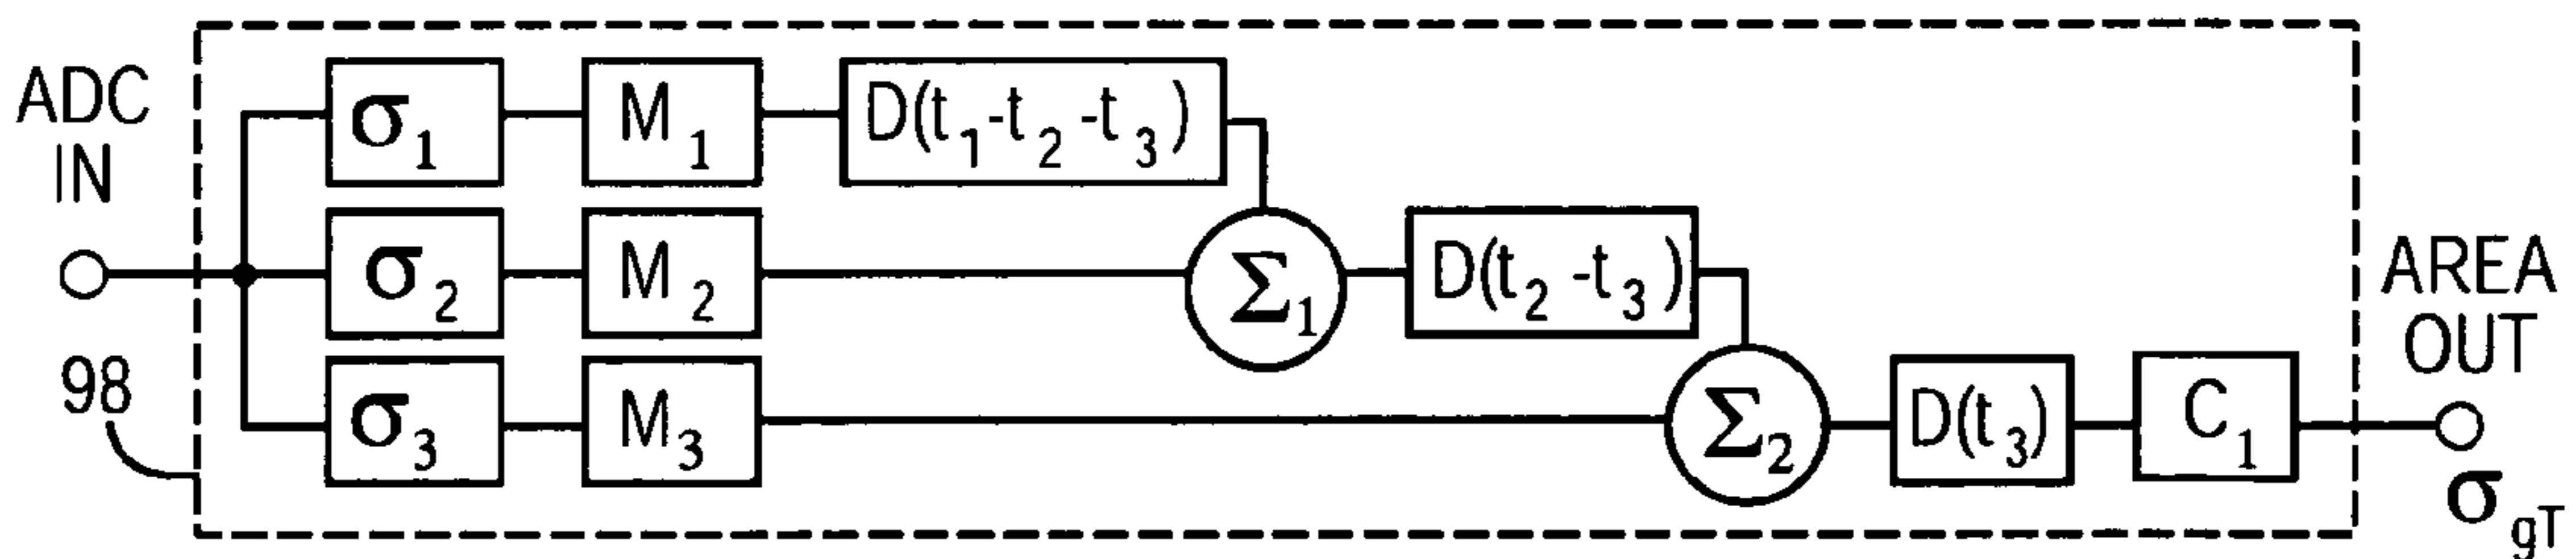 ADC
IN
98
σ1
M1
D(t1-t2-t3)
σ2
M2
Σ1
D(t2-t3)
σ3
M3
Σ2
D(t3)
C1
AREA
OUT
σgT